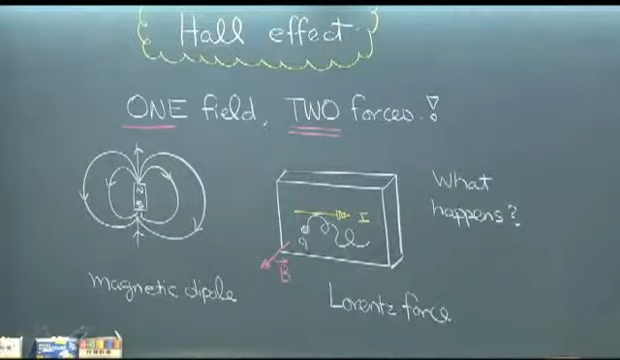 Hall effect
ONE field, TWO forces!
N
S
I
q
B
What
happens?
Magnetic dipole
Lorentz force